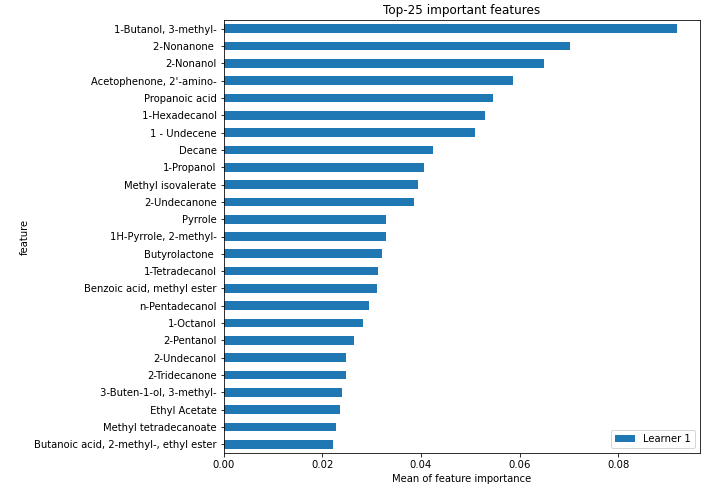 Top-25 important features
1-Butanol, 3-methyl-
2-Nonanone
2-Nonanol
Acetophenone, 2'-amino-
Propanoic acid
1-Hexadecanol
1 - Undecene
Decane
1-Propanol
Methyl isovalerate
2-Undecanone
Pyrrole
1H-Pyrrole, 2-methyl-
Butyrolactone
1-Tetradecanol
Benzoic acid, methyl ester
n-Pentadecanol
1-Octanol
2-Pentanol
2-Undecanol
2-Tridecanone
3-Buten-1-ol, 3-methyl-
Ethyl Acetate
Methyl tetradecanoate
Butanoic acid, 2-methyl-, ethyl ester
feature
Learner 1
0.00 0.02 0.04 0.06 0.08
Mean of feature importance